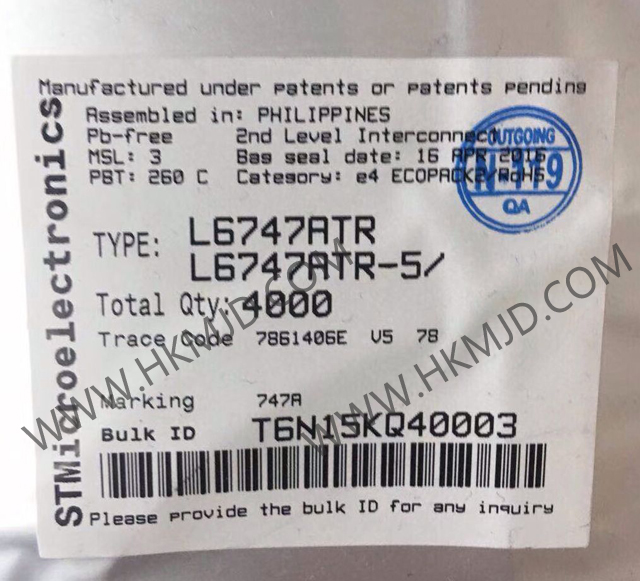 Manufactured under patents or patents pending
STMicroelectronics
Assembled in: PHILIPPINES
Pb-free 2nd Level Interconnect
MSL: 3 Bag seal date: 16 APR 2016
PBT: 260 C Category: e4 ECOPACK2/RoHS
OUTGOING
QA
TYPE: L6747ATR
L6747ATR-5/
Total Qty: 4000
Trace Code 7861406E V5 78
Marking 747A
Bulk ID T6N15KQ40003
Please provide the bulk ID for any inquiry
WWW.HKMJD.COM
WWW.HKMJD.COM